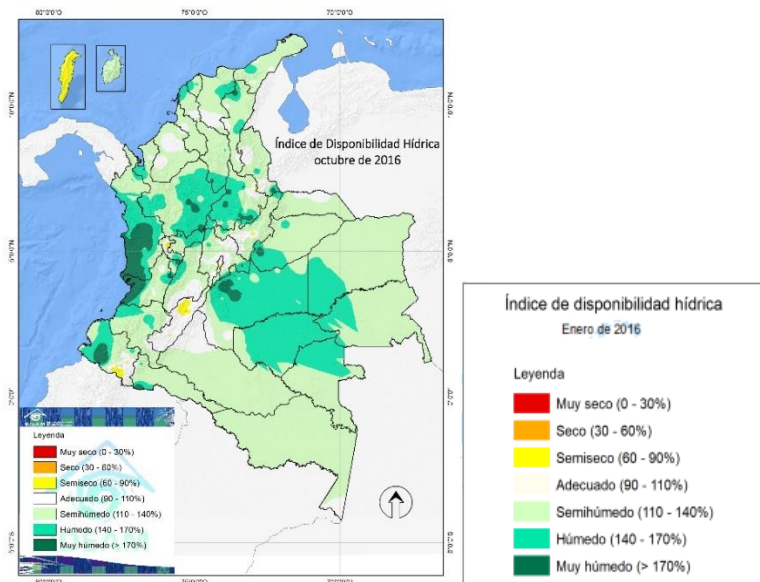 80°0'0"W 75°0'0"W 70°0'0"W
Índice de Disponibilidad Hídrica
octubre de 2016
Leyenda
Muy seco (0 - 30%)
Seco (30 - 60%)
Semiseco (60 - 90%)
Adecuado (90 - 110%)
Semihúmedo (110 - 140%)
Húmedo (140 - 170%)
Muy húmedo (> 170%)
Índice de disponibilidad hídrica
Enero de 2016
Leyenda
Muy seco (0 - 30%)
Seco (30 - 60%)
Semiseco (60 - 90%)
Adecuado (90 - 110%)
Semihúmedo (110 - 140%)
Húmedo (140 - 170%)
Muy húmedo (> 170%)